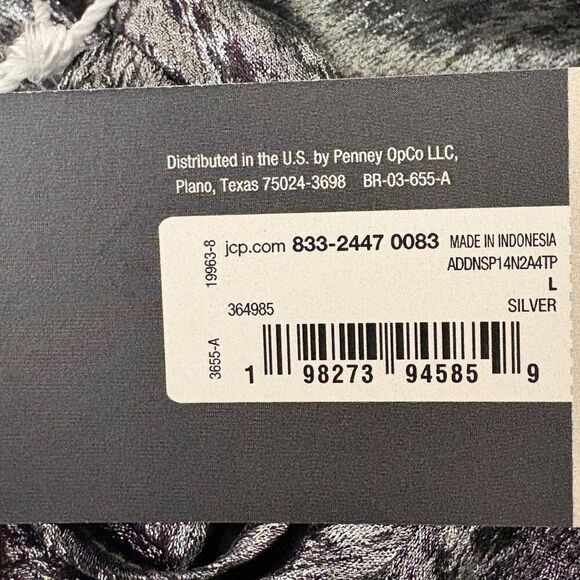 Distributed in the U.S. by Penney OpCo LLC,
Plano, Texas 75024-3698 BR-03-655-A
19963-8
jcp.com 833-2447 0083 MADE IN INDONESIA
ADDNSP14N2A4TP
L
364985 SILVER
3655-A
1 98273 94585 9